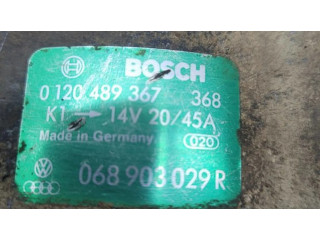 BOSCH
0 120 489 367 368
K1 → 14V 20/45A
Made in Germany 020
068 903 029 R